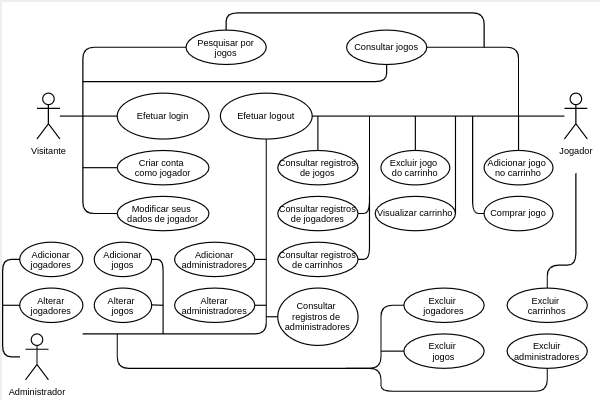 Pesquisar por
jogos
Consultar jogos
Efetuar login
Efetuar logout
Visitante
Jogador
Criar conta
como jogador
Consultar registros
de jogos
Excluir jogo
do carrinho
Adicionar jogo
no carrinho
Modificar seus
dados de jogador
Consultar registros
de jogadores
Visualizar carrinho
Comprar jogo
Adicionar
jogadores
Adicionar
jogos
Adicionar
administradores
Consultar registros
de carrinhos
Alterar
jogadores
Alterar
jogos
Alterar
administradores
Consultar
registros de
administradores
Excluir
jogadores
Excluir
carrinhos
Excluir
jogos
Excluir
administradores
Administrador